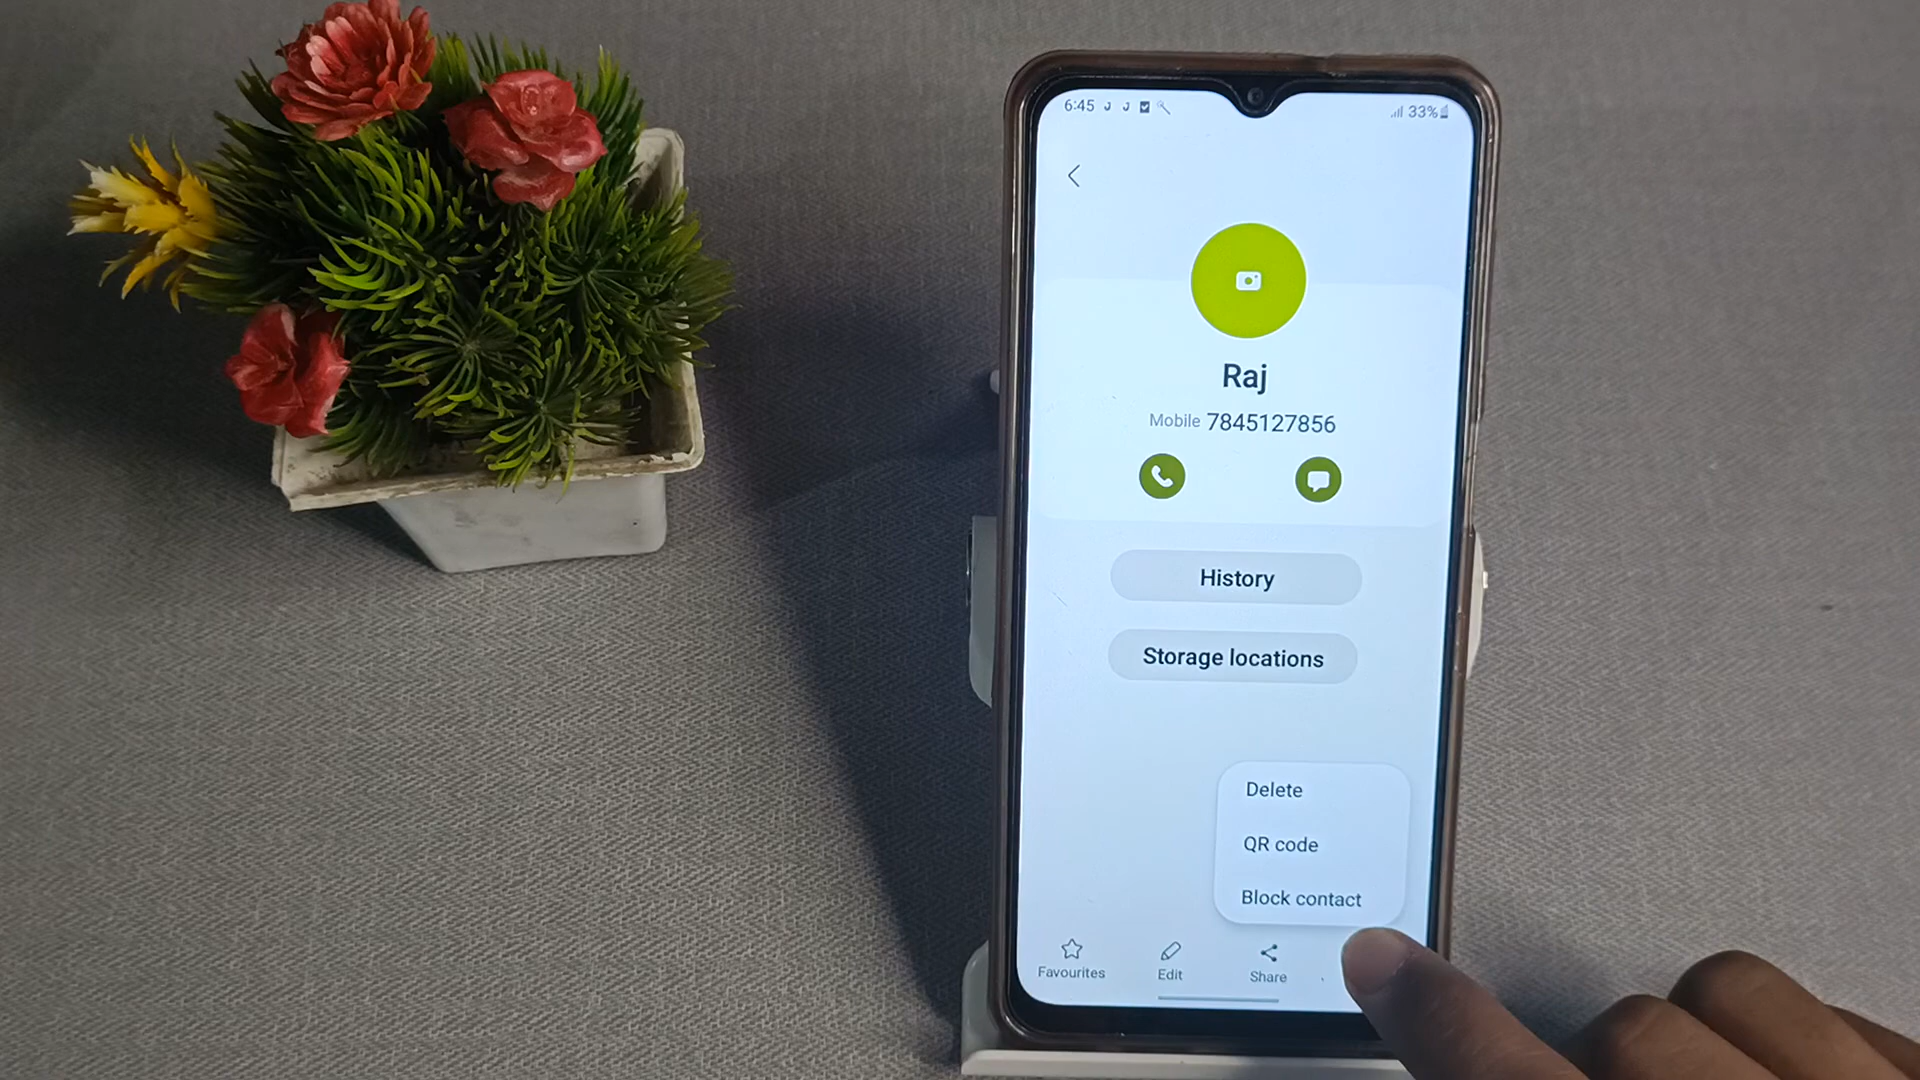 6:45
33%
Raj
Mobile 7845127856
History
Storage locations
Delete
QR code
Block contact
Favourites
Edit
Share